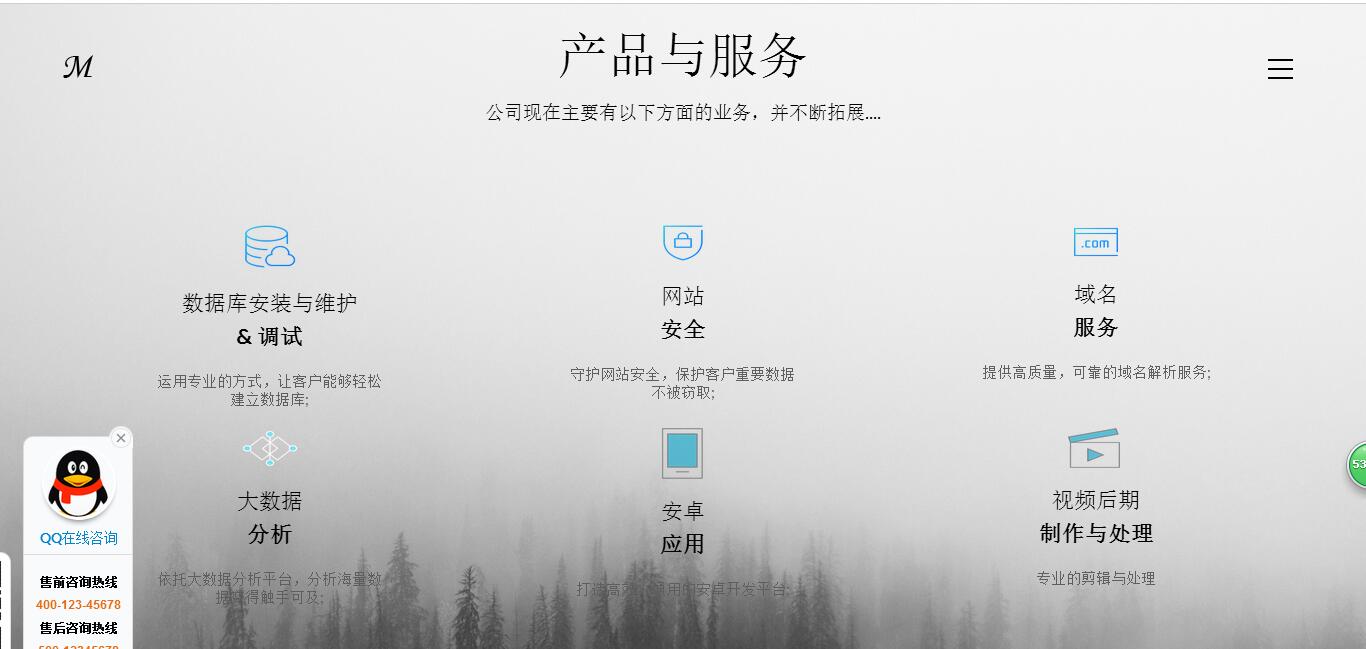 M
产品与服务
公司现在主要有以下方面的业务，并不断拓展....
数据库安装与维护
& 调试
运用专业的方式，让客户能够轻松
建立数据库;
网站
安全
守护网站安全，保护客户重要数据
不被窃取;
.com
域名
服务
提供高质量，可靠的域名解析服务;
大数据
分析
依托大数据分析平台，分析海量数
得触手可及;
安卓
应用
打造高 用的安卓开发平台;
视频后期
制作与处理
专业的剪辑与处理
QQ在线咨询
售前咨询热线
400-123-45678
售后咨询热线
500-12345678
53